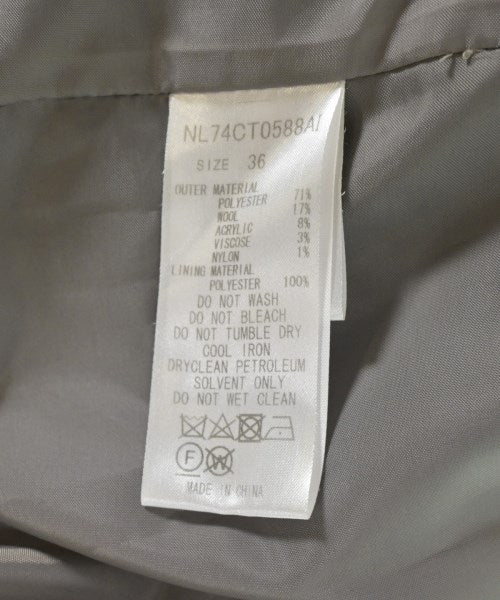 NL74CT0588AI
SIZE 36
OUTER MATERIAL
POLYESTER 71%
WOOL 17%
ACRYLIC 8%
VISCOSE 3%
NYLON 1%
LINING MATERIAL
POLYESTER 100%
DO NOT WASH
DO NOT BLEACH
DO NOT TUMBLE DRY
COOL IRON
DRYCLEAN PETROLEUM
SOLVENT ONLY
DO NOT WET CLEAN
F W
MADE IN CHINA